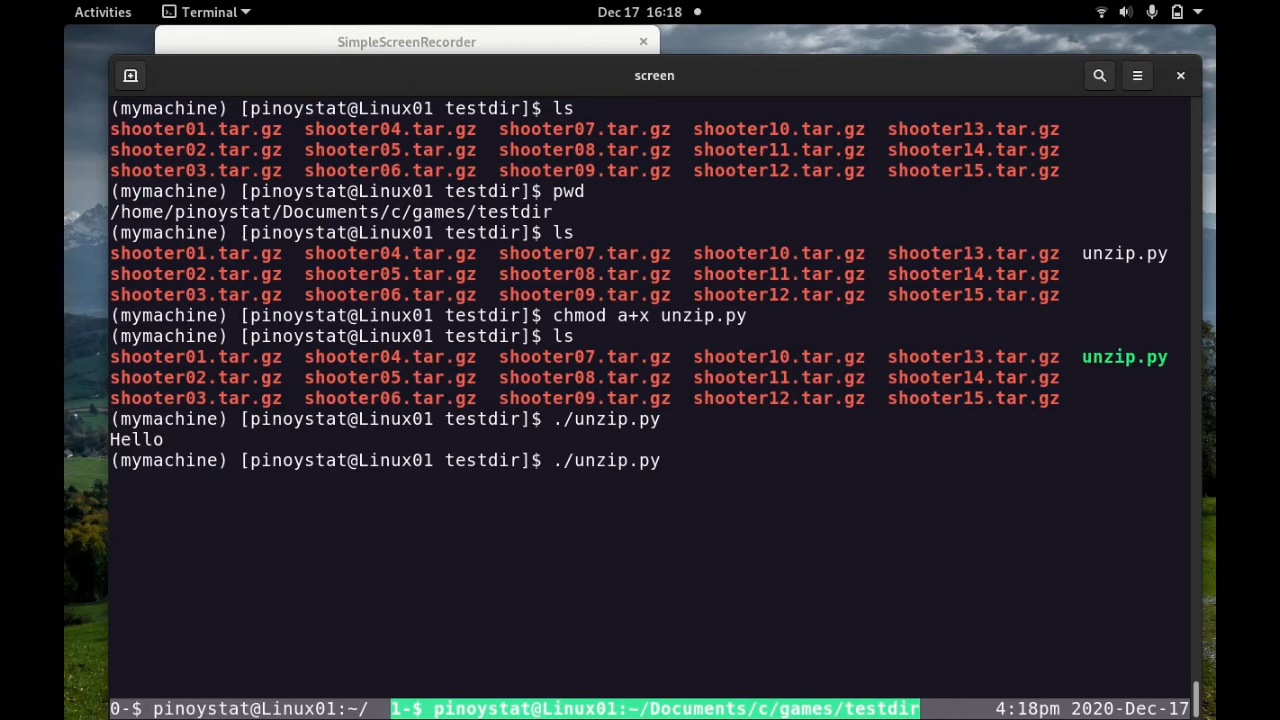 Activities Terminal Dec 17 16:18
SimpleScreenRecorder ×
screen
(mymachine) [pinoystat@Linux01 testdir]$ ls
shooter01.tar.gz shooter04.tar.gz shooter07.tar.gz shooter10.tar.gz shooter13.tar.gz
shooter02.tar.gz shooter05.tar.gz shooter08.tar.gz shooter11.tar.gz shooter14.tar.gz
shooter03.tar.gz shooter06.tar.gz shooter09.tar.gz shooter12.tar.gz shooter15.tar.gz
(mymachine) [pinoystat@Linux01 testdir]$ pwd
/home/pinoystat/Documents/c/games/testdir
(mymachine) [pinoystat@Linux01 testdir]$ ls
shooter01.tar.gz shooter04.tar.gz shooter07.tar.gz shooter10.tar.gz shooter13.tar.gz unzip.py
shooter02.tar.gz shooter05.tar.gz shooter08.tar.gz shooter11.tar.gz shooter14.tar.gz
shooter03.tar.gz shooter06.tar.gz shooter09.tar.gz shooter12.tar.gz shooter15.tar.gz
(mymachine) [pinoystat@Linux01 testdir]$ chmod a+x unzip.py
(mymachine) [pinoystat@Linux01 testdir]$ ls
shooter01.tar.gz shooter04.tar.gz shooter07.tar.gz shooter10.tar.gz shooter13.tar.gz unzip.py
shooter02.tar.gz shooter05.tar.gz shooter08.tar.gz shooter11.tar.gz shooter14.tar.gz
shooter03.tar.gz shooter06.tar.gz shooter09.tar.gz shooter12.tar.gz shooter15.tar.gz
(mymachine) [pinoystat@Linux01 testdir]$ ./unzip.py
Hello
(mymachine) [pinoystat@Linux01 testdir]$ ./unzip.py
0-$ pinoystat@Linux01:~/ 1-$ pinoystat@Linux01:~/Documents/c/games/testdir 4:18pm 2020-Dec-17